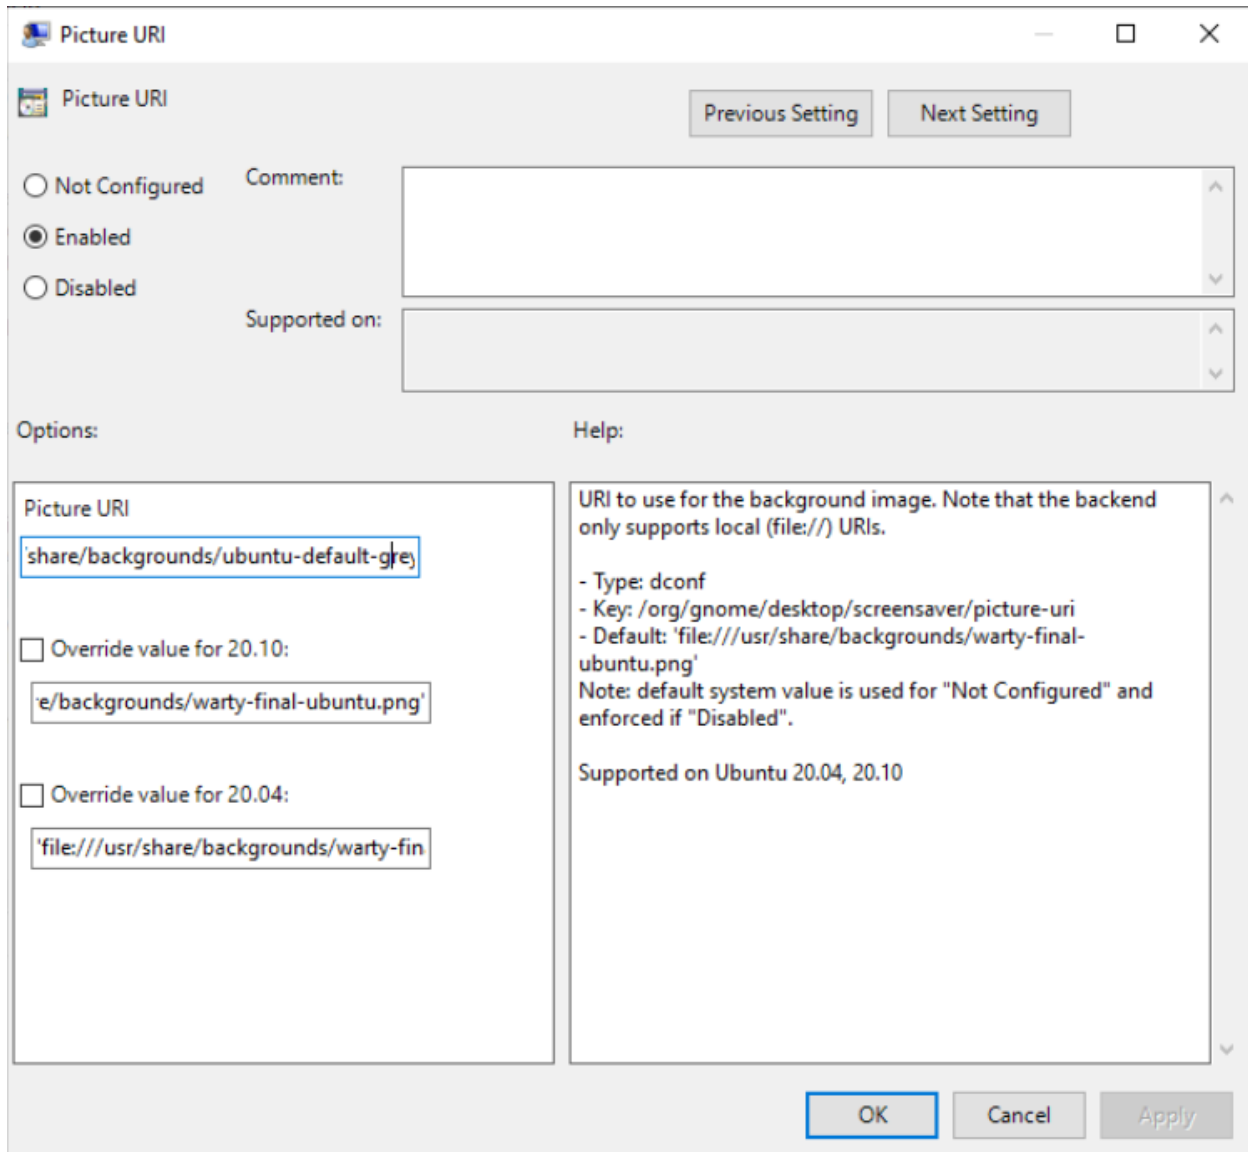 Picture URI
Picture URI
Previous Setting
Next Setting
Not Configured
Comment:
Enabled
Disabled
Supported on:
Options:
Help:
Picture URI
share/backgrounds/ubuntu-default-grey
Override value for 20.10:
e/backgrounds/warty-final-ubuntu.png'
Override value for 20.04:
'file:///usr/share/backgrounds/warty-fin
URI to use for the background image. Note that the backend
only supports local (file://) URIs.
- Type: dconf
- Key: /org/gnome/desktop/screensaver/picture-uri
- Default: 'file:///usr/share/backgrounds/warty-final-
ubuntu.png'
Note: default system value is used for "Not Configured" and
enforced if "Disabled".
Supported on Ubuntu 20.04, 20.10
OK
Cancel
Apply